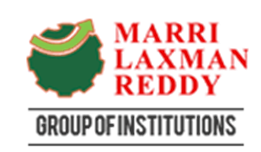 MARRI
LAXMAN
REDDY
GROUP OF INSTITUTIONS